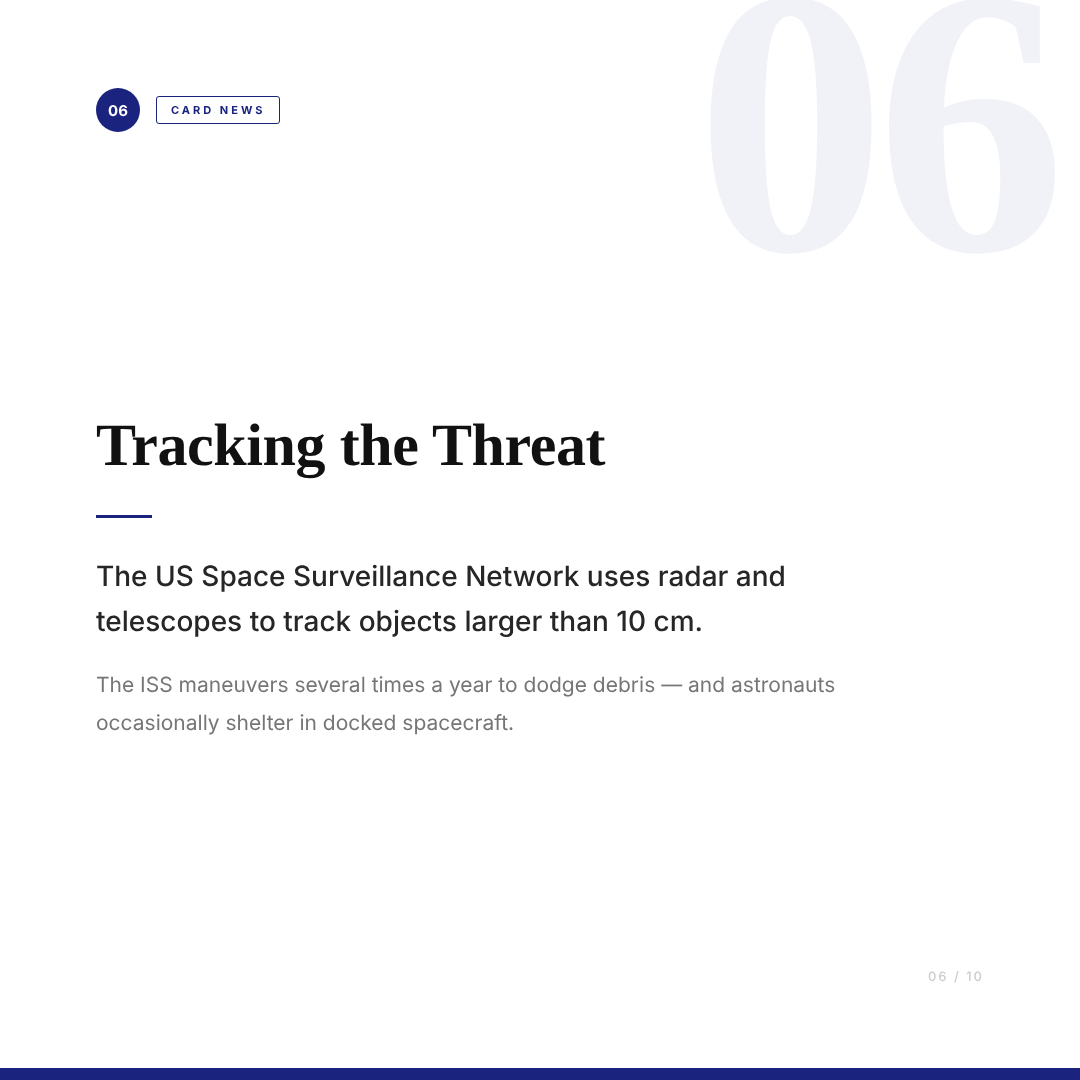 06
06
CARD NEWS
Tracking the Threat
The US Space Surveillance Network uses radar and
telescopes to track objects larger than 10 cm.
The ISS maneuvers several times a year to dodge debris — and astronauts
occasionally shelter in docked spacecraft.
06 / 10